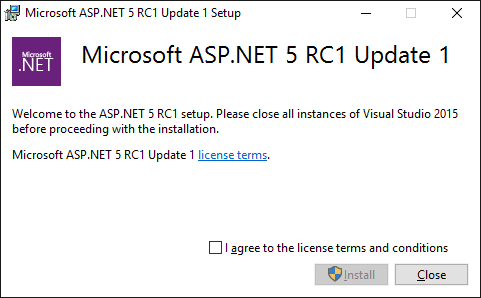 Microsoft ASP.NET 5 RC1 Update 1 Setup
Microsoft
.NET
Microsoft ASP.NET 5 RC1 Update 1
Welcome to the ASP.NET 5 RC1 setup. Please close all instances of Visual Studio 2015
before proceeding with the installation.
Microsoft ASP.NET 5 RC1 Update 1 license terms.
I agree to the license terms and conditions
Install
Close